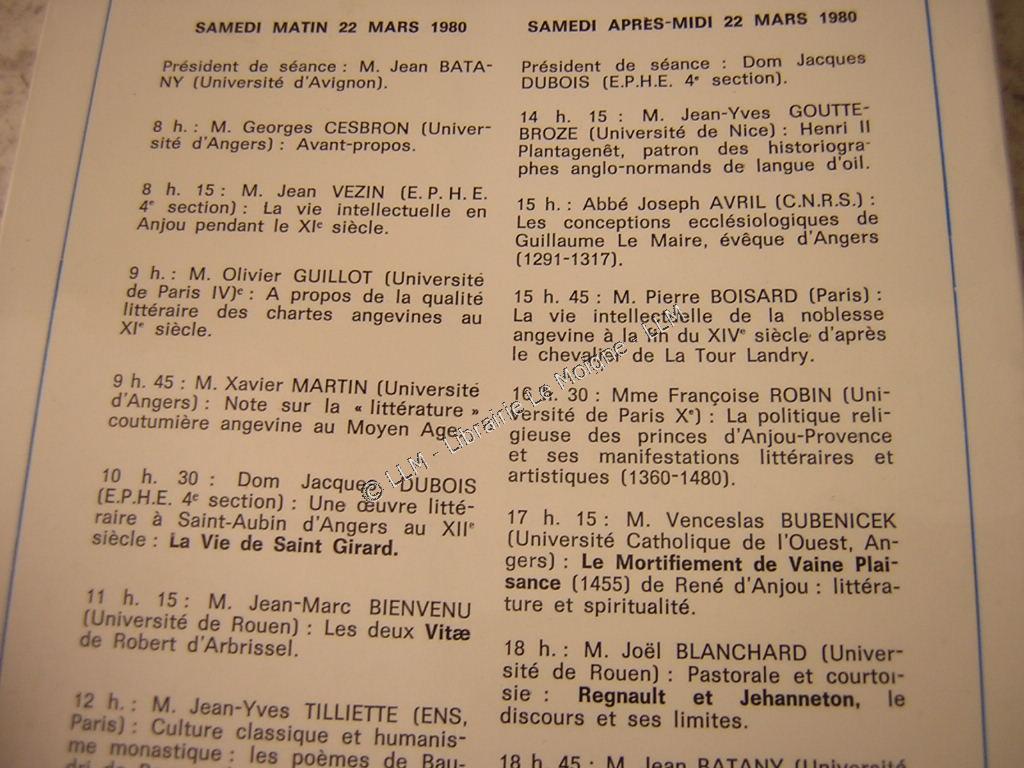 SAMEDI MATIN 22 MARS 1980
Président de séance : M. Jean BATA-
NY (Université d'Avignon).
8 h. : M. Georges CESBRON (Univer-
sité d'Angers) : Avant-propos.
8 h. 15 : M. Jean VEZIN (E.P.H.E.
4e section) : La vie intellectuelle en
Anjou pendant le XIe siècle.
9 h. : M. Olivier GUILLOT (Université
de Paris IV)e : A propos de la qualité
littéraire des chartes angevines au
XIe siècle.
9 h. 45 : M. Xavier MARTIN (Université
d'Angers) : Note sur la « littérature »
coutumière angevine au Moyen Age.
10 h. 30 : Dom Jacques DUBOIS
(E.P.H.E. 4e section) : Une œuvre litté-
raire à Saint-Aubin d'Angers au XIIe
siècle : La Vie de Saint Girard.
11 h. 15 : M. Jean-Marc BIENVENU
(Université de Rouen) : Les deux Vitæ
de Robert d'Arbrissel.
12 h. : M. Jean-Yves TILLIETTE (ENS,
Paris) : Culture classique et humanis-
me monastique : les poèmes de Bau-
dri de
SAMEDI APRÈS-MIDI 22 MARS 1980
Président de séance : Dom Jacques
DUBOIS (E.P.H.E. 4e section).
14 h. 15 : M. Jean-Yves GOUTTE-
BROZE (Université de Nice) : Henri II
Plantagenêt, patron des historiogra-
phes anglo-normands de langue d'oil.
15 h. : Abbé Joseph AVRIL (C.N.R.S.) :
Les conceptions ecclésiologiques de
Guillaume Le Maire, évêque d'Angers
(1291-1317).
15 h. 45 : M. Pierre BOISARD (Paris) :
La vie intellectuelle de la noblesse
angevine à la fin du XIVe siècle d'après
le chevalier de La Tour Landry.
16 h. 30 : Mme Françoise ROBIN (Uni-
versité de Paris Xe) : La politique reli-
gieuse des princes d'Anjou-Provence
et ses manifestations littéraires et
artistiques (1360-1480).
17 h. 15 : M. Venceslas BUBENICEK
(Université Catholique de l'Ouest, An-
gers) : Le Mortifiement de Vaine Plai-
sance (1455) de René d'Anjou : littéra-
ture et spiritualité.
18 h. : M. Joël BLANCHARD (Univer-
sité de Rouen) : Pastorale et courtoi-
sie : Regnault et Jehanneton, le
discours et ses limites.
18 h. 45 : M. Jean BATANY (Université
© LLM - Librairie Le Moigne - LLM